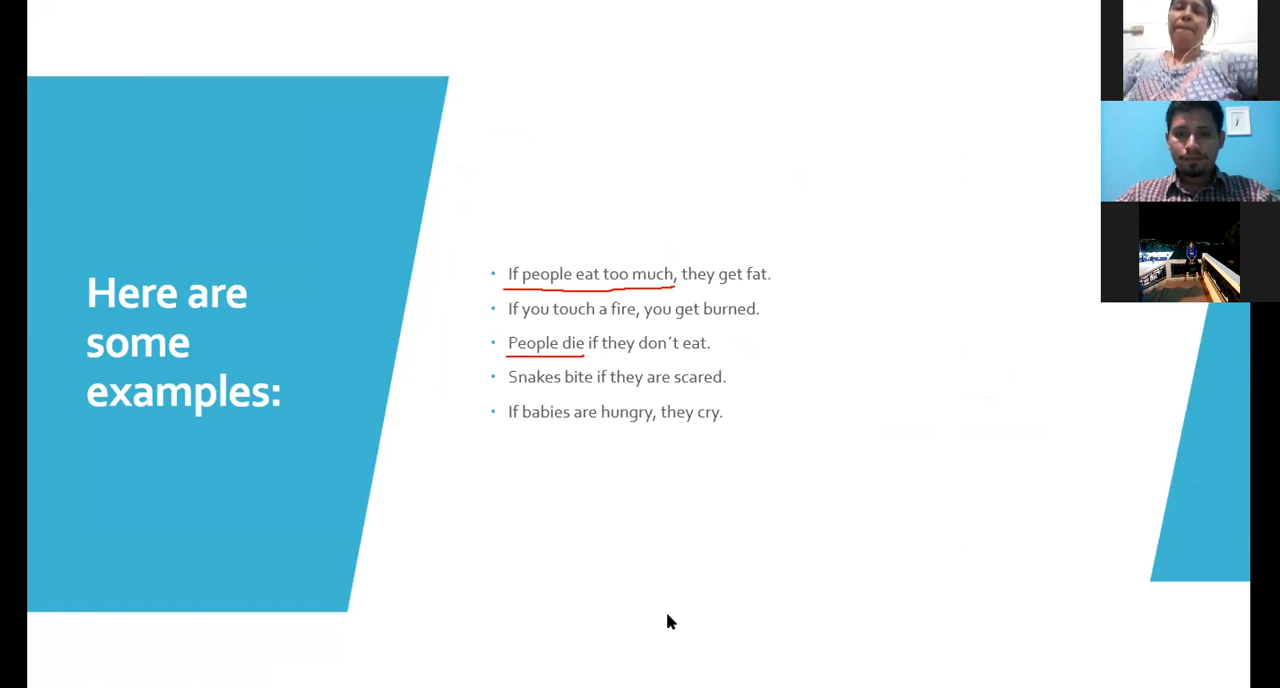 Here are
some
examples:
• If people eat too much, they get fat.
• If you touch a fire, you get burned.
• People die if they don´t eat.
• Snakes bite if they are scared.
• If babies are hungry, they cry.